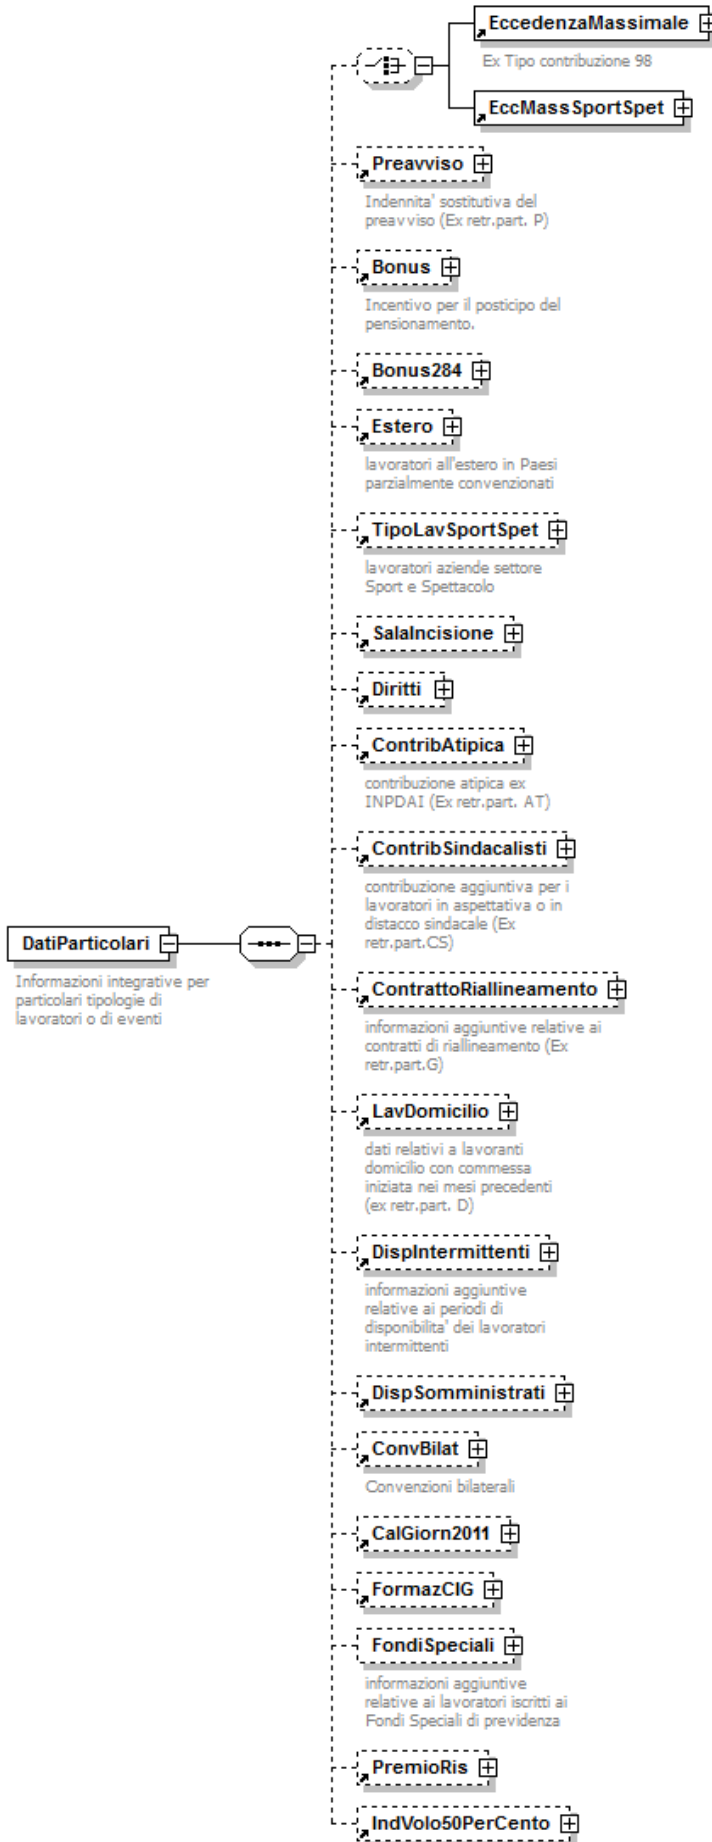 EccedenzaMassimale
Ex Tipo contribuzione 98
EccMassSportSpet
Preavviso
Indennita' sostitutiva del
preavviso (Ex retr.part. P)
Bonus
Incentivo per il posticipo del
pensionamento.
Bonus284
Estero
lavoratori all'estero in Paesi
parzialmente convenzionati
TipoLavSportSpet
lavoratori aziende settore
Sport e Spettacolo
SalaIncisione
Diritti
ContribAtipica
contribuzione atipica ex
INPDAI (Ex retr.part. AT)
ContribSindacalisti
contribuzione aggiuntiva per i
lavoratori in aspettativa o in
distacco sindacale (Ex
retr.part.CS)
DatiParticolari
Informazioni integrative per
particolari tipologie di
lavoratori o di eventi
ContrattoRiallineamento
informazioni aggiuntive relative ai
contratti di riallineamento (Ex
retr.part.G)
LavDomicilio
dati relativi a lavoranti
domicilio con commessa
iniziata nei mesi precedenti
(ex retr.part. D)
DispIntermittenti
informazioni aggiuntive
relative ai periodi di
disponibilita' dei lavoratori
intermittenti
DispSomministrati
ConvBilat
Convenzioni bilaterali
CalGiorn2011
FormazCIG
FondiSpeciali
informazioni aggiuntive
relative ai lavoratori iscritti ai
Fondi Speciali di previdenza
PremioRis
IndVolo50PerCento